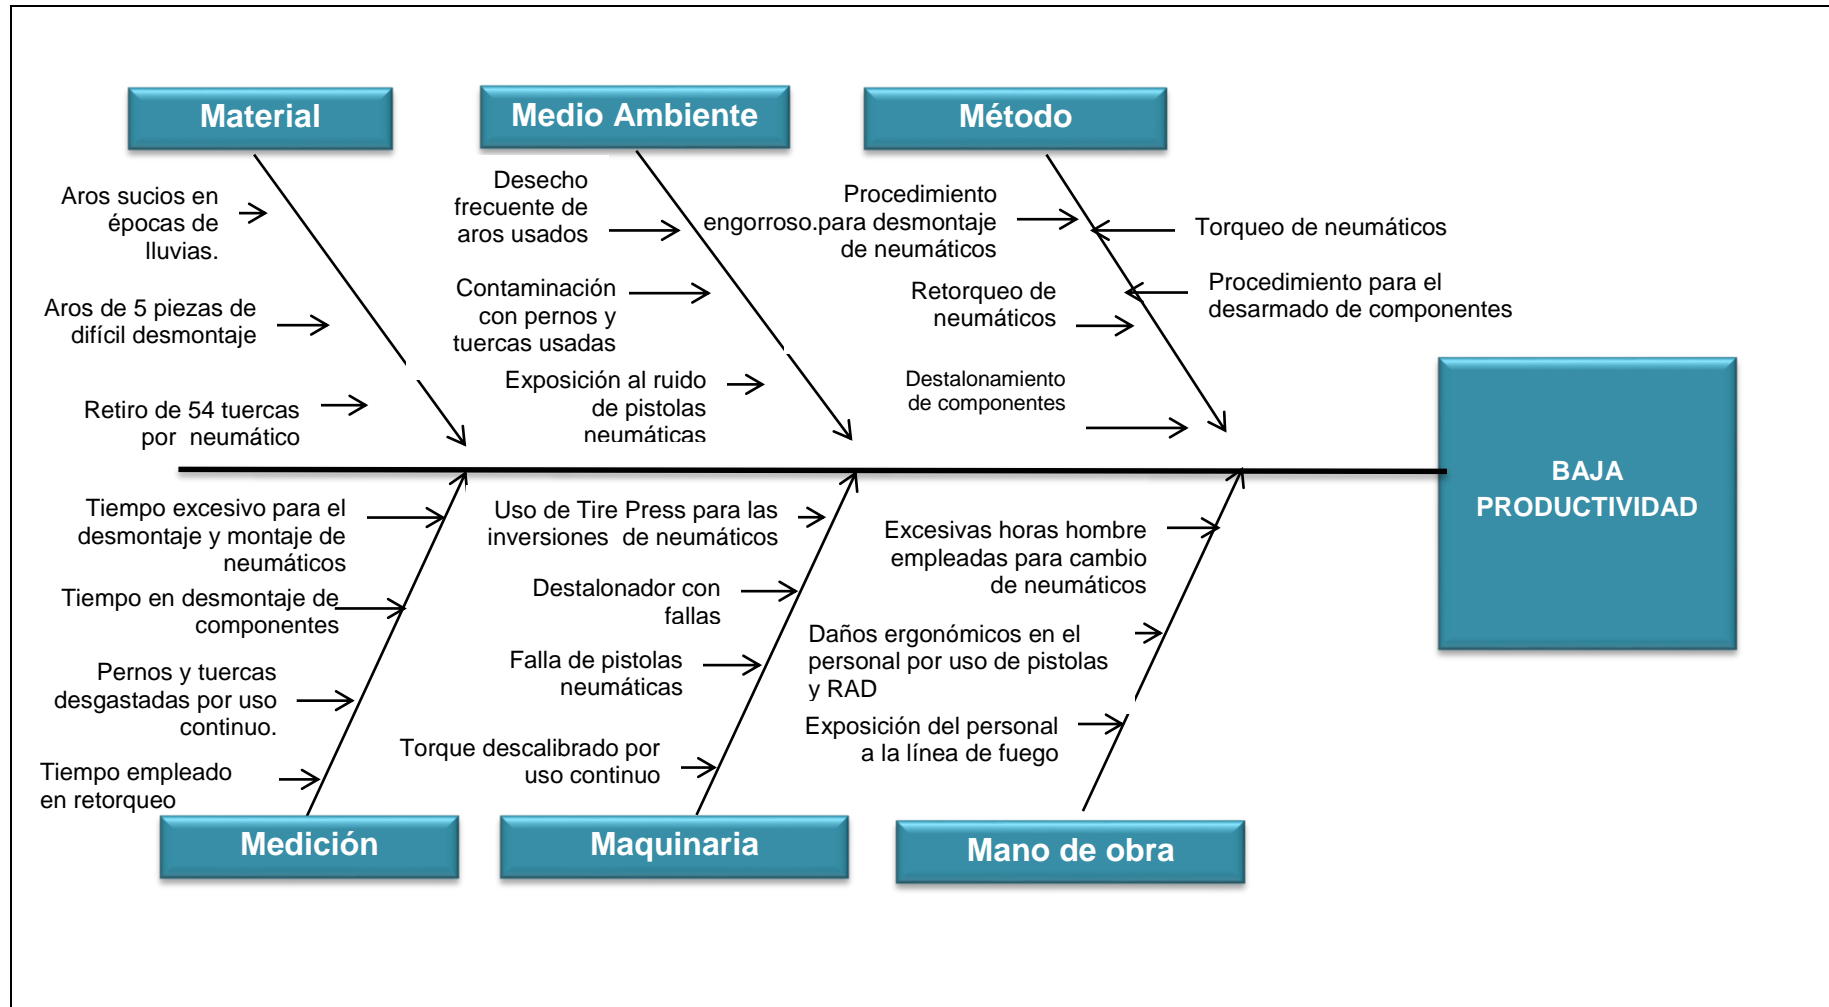 Material
Medio Ambiente
Método
Aros sucios en
épocas de
lluvias.
Aros de 5 piezas de
difícil desmontaje
Retiro de 54 tuercas
por neumático
Desecho
frecuente de
aros usados
Contaminación
con pernos y
tuercas usadas
Exposición al ruido
de pistolas
neumáticas
Procedimiento
engorroso.para desmontaje
de neumáticos
Retorqueo de
neumáticos
Destalonamiento
de componentes
Torqueo de neumáticos
Procedimiento para el
desarmado de componentes
BAJA
PRODUCTIVIDAD
Tiempo excesivo para el
desmontaje y montaje de
neumáticos
Tiempo en desmontaje de
componentes
Pernos y tuercas
desgastadas por uso
continuo.
Tiempo empleado
en retorqueo
Uso de Tire Press para las
inversiones de neumáticos
Destalonador con
fallas
Falla de pistolas
neumáticas
Torque descalibrado por
uso continuo
Excesivas horas hombre
empleadas para cambio
de neumáticos
Daños ergonómicos en el
personal por uso de pistolas
y RAD
Exposición del personal
a la línea de fuego
Medición
Maquinaria
Mano de obra